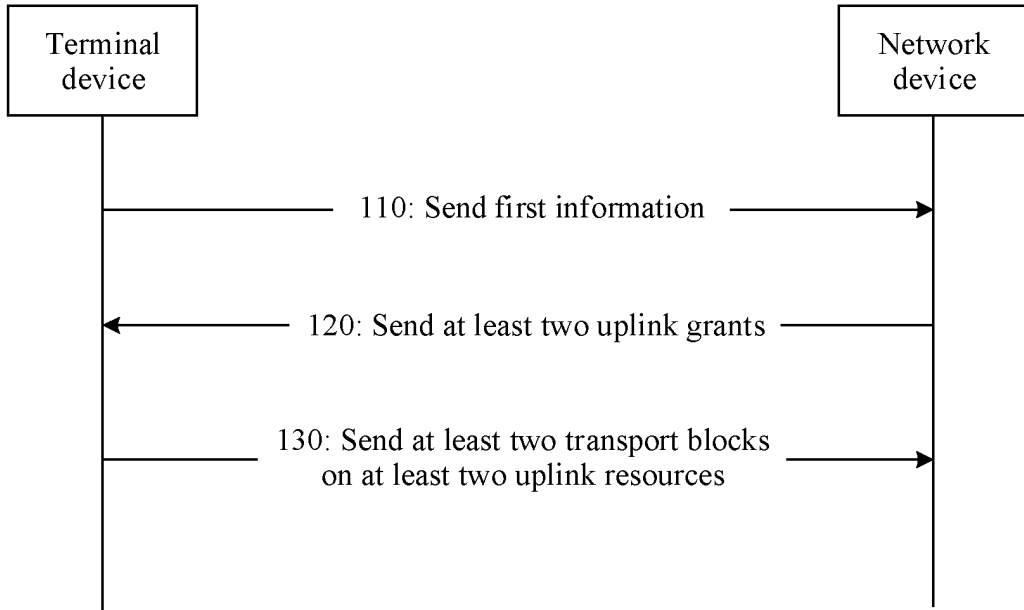 Terminal
device
Network
device
110: Send first information
120: Send at least two uplink grants
130: Send at least two transport blocks
on at least two uplink resources